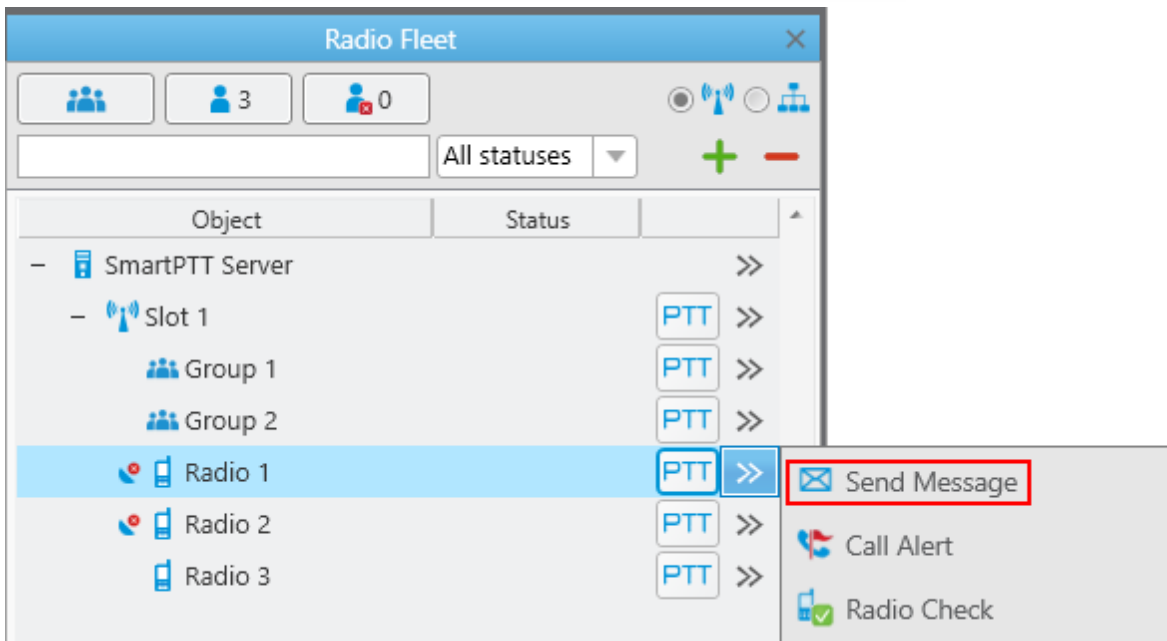 Radio Fleet
3 0
All statuses
Object Status
SmartPTT Server
Slot 1 PTT
Group 1 PTT
Group 2 PTT
Radio 1 PTT
Send Message
Radio 2 PTT
Call Alert
Radio 3 PTT
Radio Check